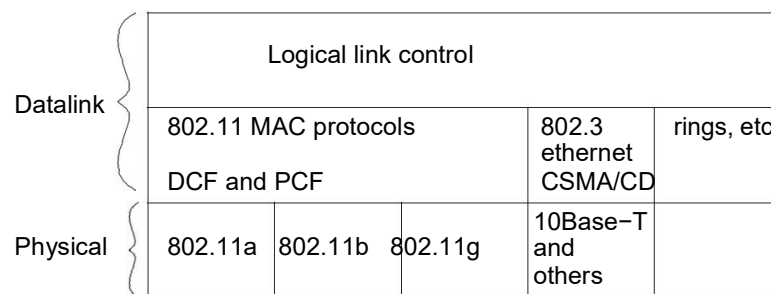 Logical link control
Datalink
802.11 MAC protocols
DCF and PCF
802.3
ethernet
CSMA/CD
rings, etc
Physical
802.11a
802.11b
802.11g
10Base−T
and
others